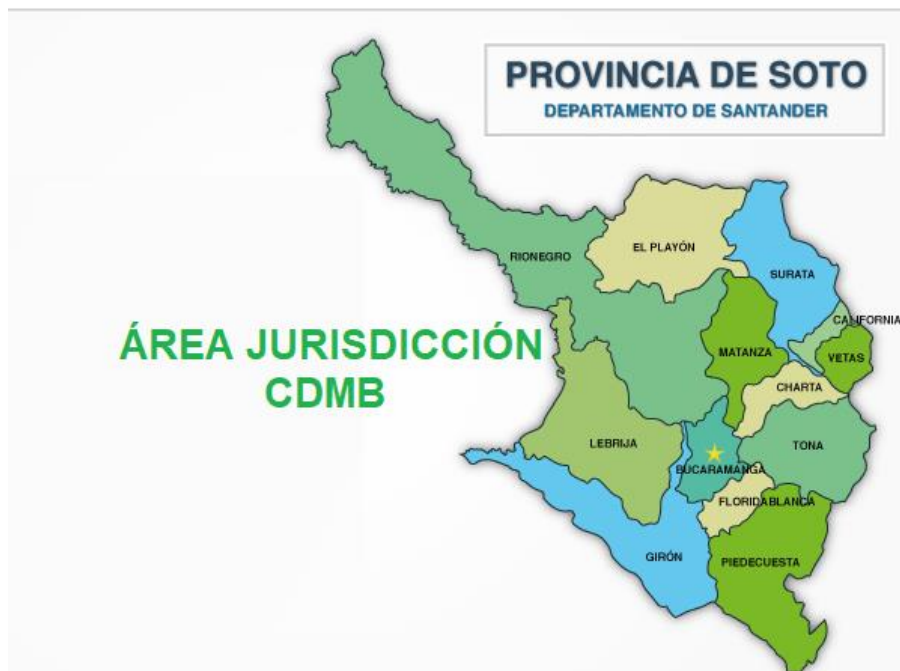 PROVINCIA DE SOTO
DEPARTAMENTO DE SANTANDER
RIONEGRO
EL PLAYÓN
SURATA
CALIFORNIA
ÁREA JURISDICCIÓN
CDMB
MATANZA
VETAS
CHARTA
LEBRIJA
TONA
BUCARAMANGA
FLORIDABLANCA
GIRÓN
PIEDECUESTA